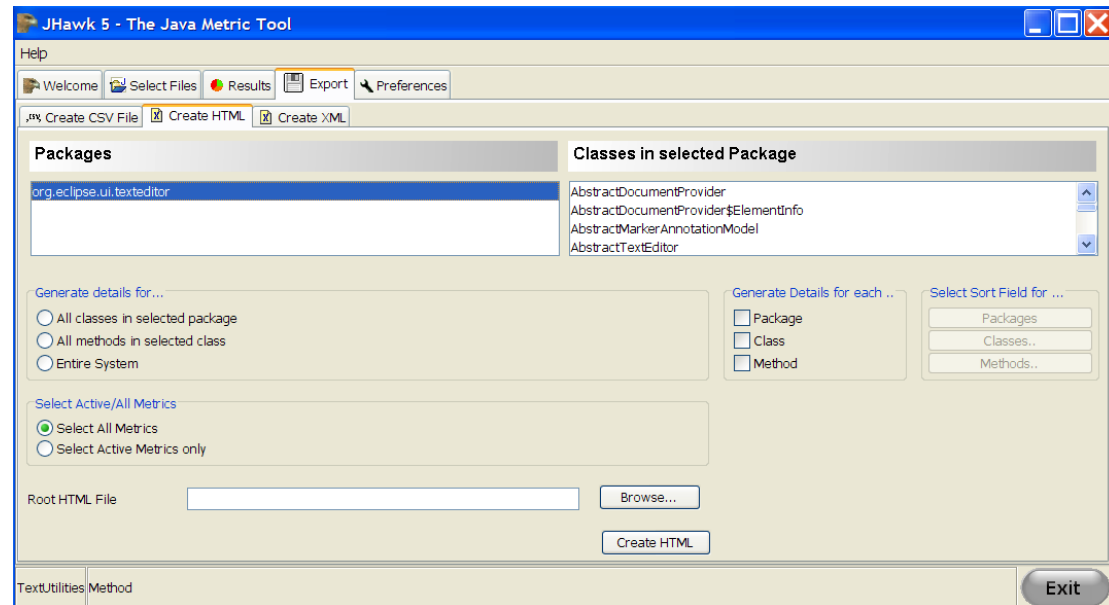 JHawk 5 - The Java Metric Tool
Help
Welcome Select Files Results Export Preferences
Create CSV File Create HTML Create XML
Packages
org.eclipse.ui.texteditor
Classes in selected Package
AbstractDocumentProvider
AbstractDocumentProvider$ElementInfo
AbstractMarkerAnnotationModel
AbstractTextEditor
Generate details for...
All classes in selected package
All methods in selected class
Entire System
Generate Details for each ..
Package
Class
Method
Select Sort Field for ...
Packages
Classes..
Methods..
Select Active/All Metrics
Select All Metrics
Select Active Metrics only
Root HTML File
Browse...
Create HTML
TextUtilities Method
Exit